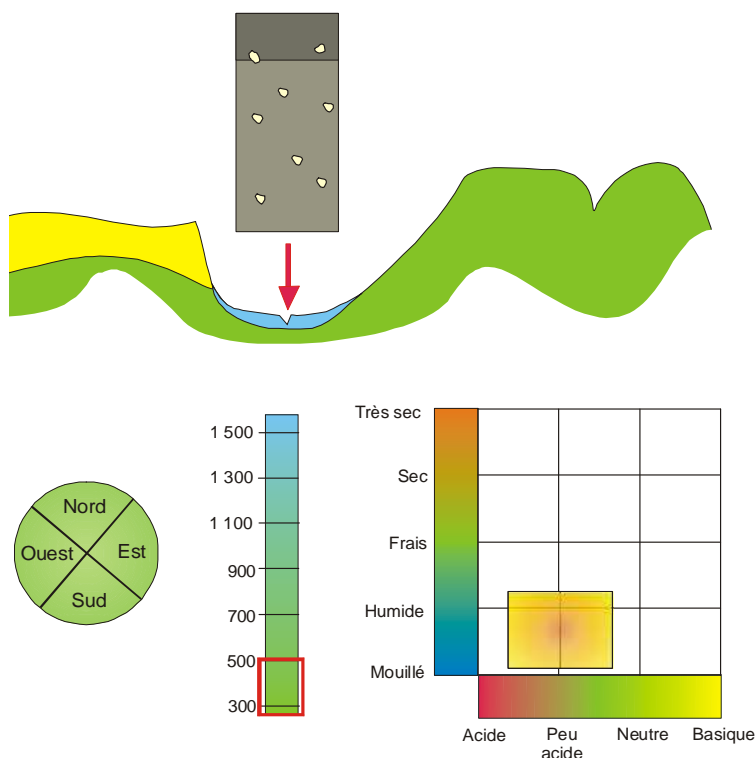 Nord
Ouest
Est
Sud
1 500
1 300
1 100
900
700
500
300
Très sec
Sec
Frais
Humide
Mouillé
Acide
Peu
acide
Neutre
Basique